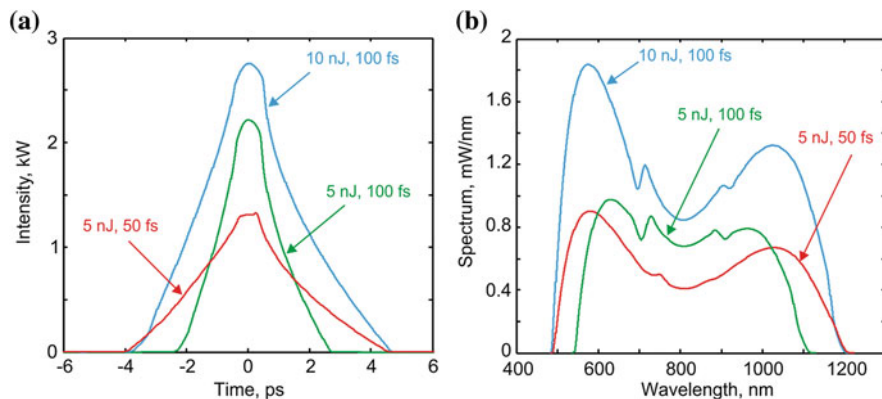 (a)
3
2
1
0
Intensity, kW
-6
-4
-2
0
2
4
6
Time, ps
10 nJ, 100 fs
5 nJ, 100 fs
5 nJ, 50 fs
(b)
2
1.6
1.2
0.8
0.4
0
Spectrum, mW/nm
400
600
800
1000
1200
Wavelength, nm
10 nJ, 100 fs
5 nJ, 100 fs
5 nJ, 50 fs